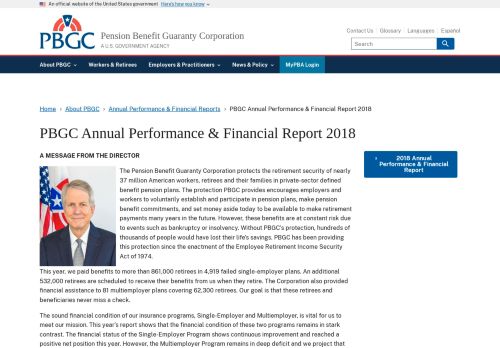 An official website of the United States government Here's how you know
PBGC
Pension Benefit Guaranty Corporation
A U.S. GOVERNMENT AGENCY
Contact Us Glossary Languages Español
Search
About PBGC Workers & Retirees Employers & Practitioners News & Policy MyPBA Login
Home › About PBGC › Annual Performance & Financial Reports › PBGC Annual Performance & Financial Report 2018
PBGC Annual Performance & Financial Report 2018
A MESSAGE FROM THE DIRECTOR
The Pension Benefit Guaranty Corporation protects the retirement security of nearly
37 million American workers, retirees and their families in private-sector defined
benefit pension plans. The protection PBGC provides encourages employers and
workers to voluntarily establish and participate in pension plans, make pension
benefit commitments, and set money aside today to be available to make retirement
payments many years in the future. However, these benefits are at constant risk due
to events such as bankruptcy or insolvency. Without PBGC's protection, hundreds of
thousands of people would have lost their life's savings. PBGC has been providing
this protection since the enactment of the Employee Retirement Income Security
Act of 1974.
This year, we paid benefits to more than 861,000 retirees in 4,919 failed single-employer plans. An additional
532,000 retirees are scheduled to receive their benefits from us when they retire. The Corporation also provided
financial assistance to 81 multiemployer plans covering 62,300 retirees. Our goal is that these retirees and
beneficiaries never miss a check.
The sound financial condition of our insurance programs, Single-Employer and Multiemployer, is vital for us to
meet our mission. This year's report shows that the financial condition of these two programs remains in stark
contrast. The financial status of the Single-Employer Program shows continuous improvement and reached a
positive net position this year. However, the Multiemployer Program remains in deep deficit and we project that
› 2018 Annual
Performance & Financial
Report